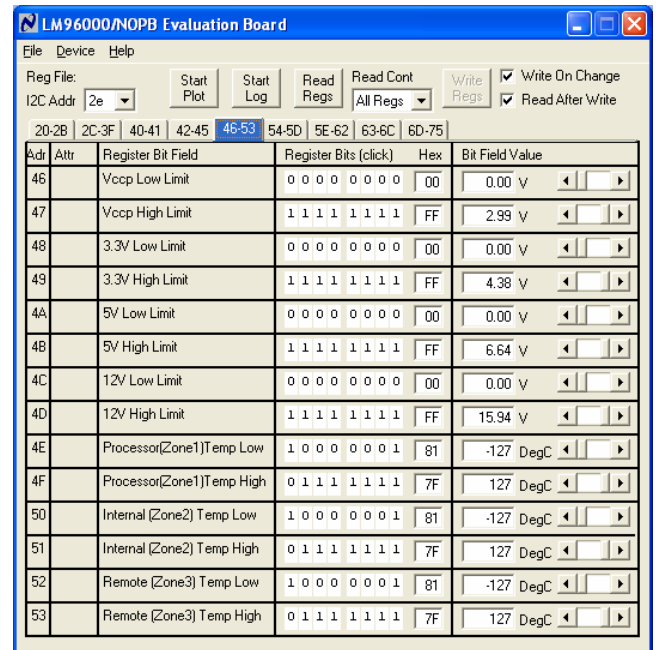 LM96000/NOPB Evaluation Board
File Device Help
Reg File: Start Plot Start Log Read Regs Read Cont Write Regs Write On Change
I2C Addr 2e All Regs Read After Write
20-2B 2C-3F 40-41 42-45 46-53 54-5D 5E-62 63-6C 6D-75
Adr Attr Register Bit Field Register Bits (click) Hex Bit Field Value
46 Vccp Low Limit 0 0 0 0 0 0 0 0 00 0.00 V
47 Vccp High Limit 1 1 1 1 1 1 1 1 FF 2.99 V
48 3.3V Low Limit 0 0 0 0 0 0 0 0 00 0.00 V
49 3.3V High Limit 1 1 1 1 1 1 1 1 FF 4.38 V
4A 5V Low Limit 0 0 0 0 0 0 0 0 00 0.00 V
4B 5V High Limit 1 1 1 1 1 1 1 1 FF 6.64 V
4C 12V Low Limit 0 0 0 0 0 0 0 0 00 0.00 V
4D 12V High Limit 1 1 1 1 1 1 1 1 FF 15.94 V
4E Processor(Zone1)Temp Low 1 0 0 0 0 0 0 1 81 -127 DegC
4F Processor(Zone1)Temp High 0 1 1 1 1 1 1 1 7F 127 DegC
50 Internal (Zone2) Temp Low 1 0 0 0 0 0 0 1 81 -127 DegC
51 Internal (Zone2) Temp High 0 1 1 1 1 1 1 1 7F 127 DegC
52 Remote (Zone3) Temp Low 1 0 0 0 0 0 0 1 81 -127 DegC
53 Remote (Zone3) Temp High 0 1 1 1 1 1 1 1 7F 127 DegC